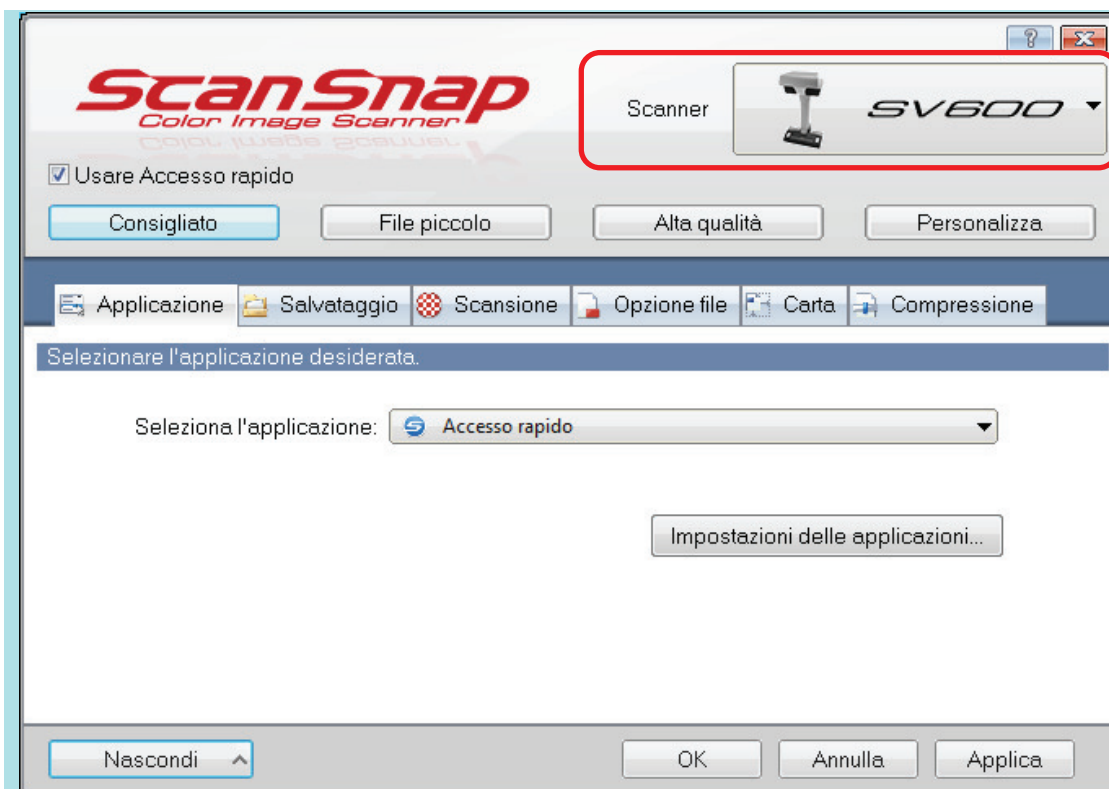 ?
ScanSnap
Color Image Scanner
Scanner SV600
Usare Accesso rapido
Consigliato File piccolo Alta qualità Personalizza
Applicazione Salvataggio Scansione Opzione file Carta Compressione
Selezionare l'applicazione desiderata.
Seleziona l'applicazione: Accesso rapido
Impostazioni delle applicazioni...
Nascondi OK Annulla Applica